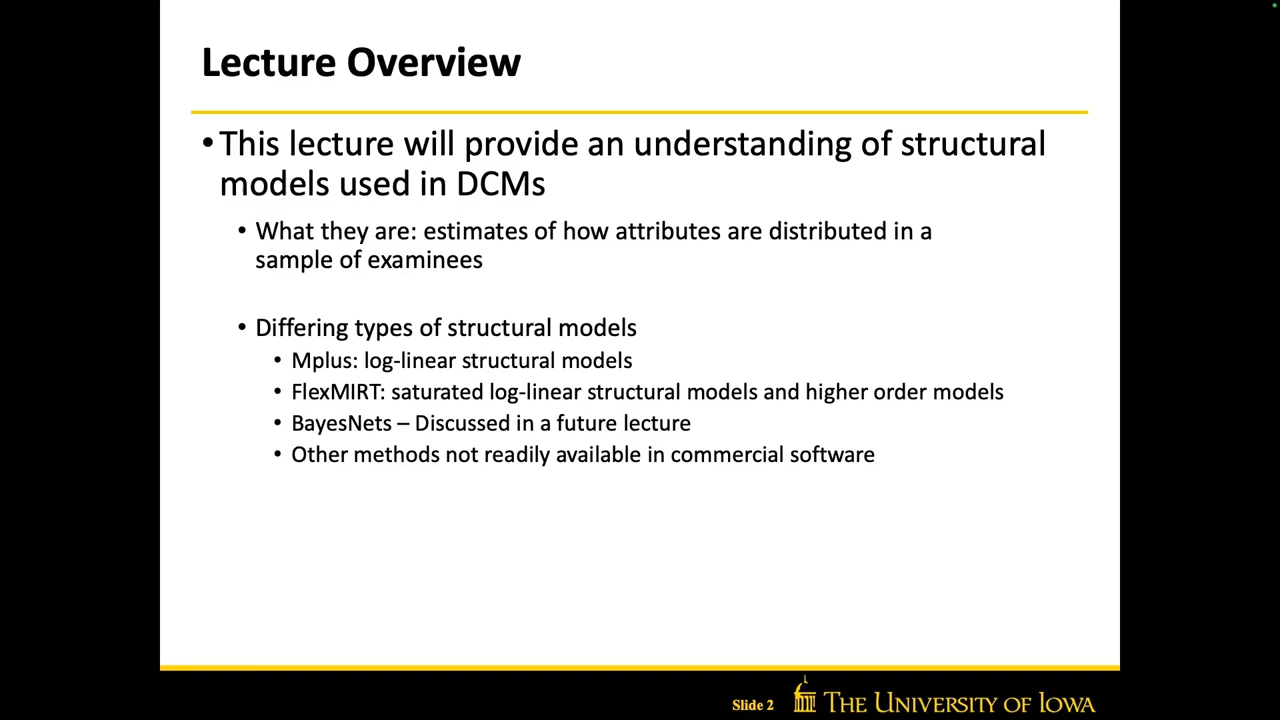 Lecture Overview
• This lecture will provide an understanding of structural
models used in DCMs
• What they are: estimates of how attributes are distributed in a
sample of examinees
• Differing types of structural models
• Mplus: log-linear structural models
• FlexMIRT: saturated log-linear structural models and higher order models
• BayesNets – Discussed in a future lecture
• Other methods not readily available in commercial software
Slide 2
THE UNIVERSITY OF IOWA